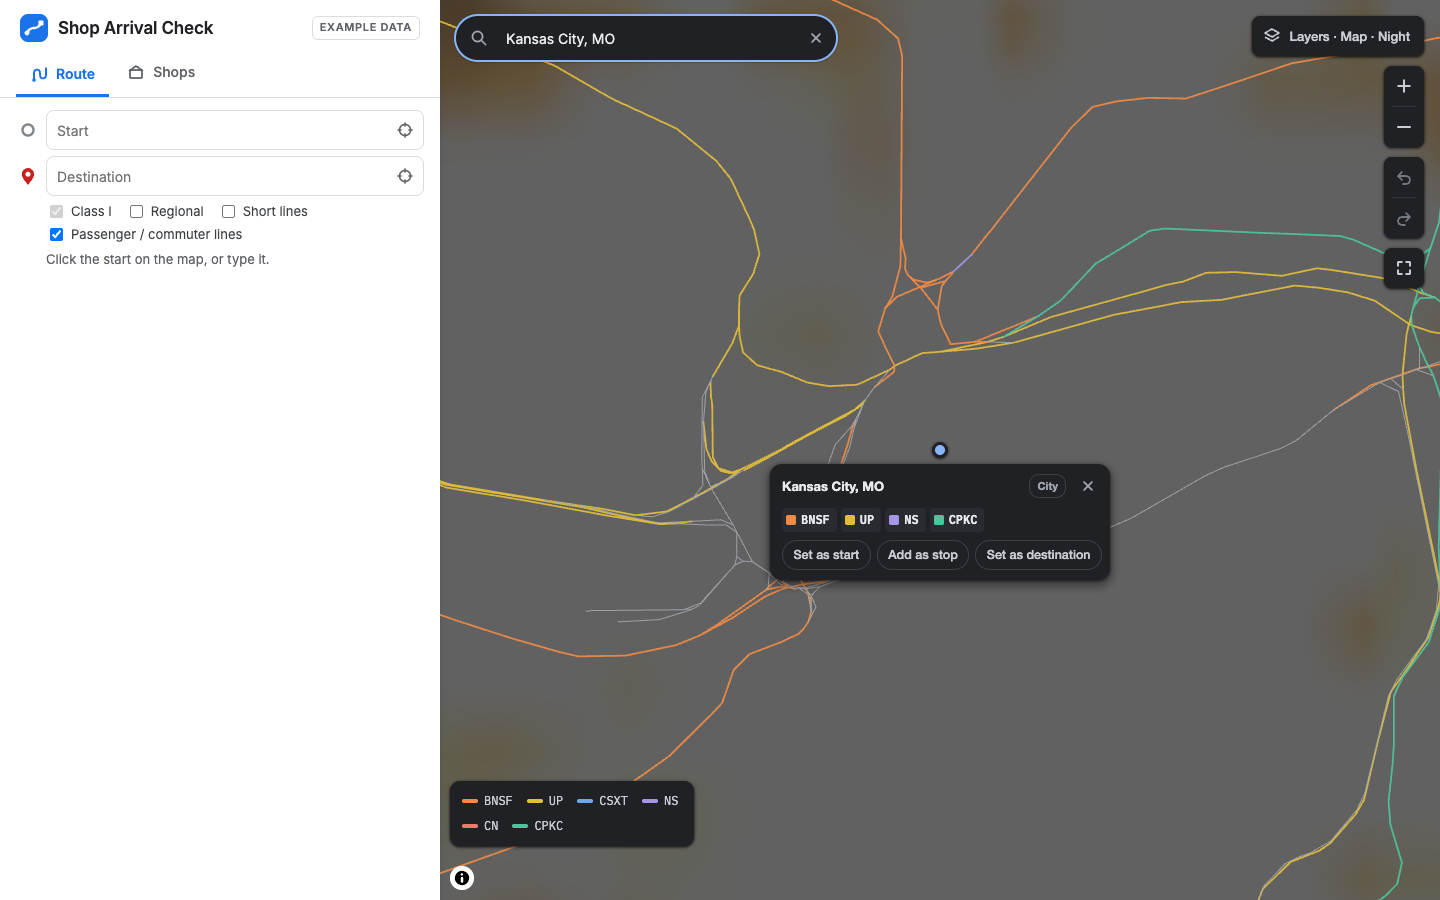 Shop Arrival Check
EXAMPLE DATA
Route
Shops
Start
Destination
Class I
Regional
Short lines
Passenger / commuter lines
Click the start on the map, or type it.
Kansas City, MO
Layers · Map · Night
Kansas City, MO
City
BNSF
UP
NS
CPKC
Set as start
Add as stop
Set as destination
BNSF
UP
CSXT
NS
CN
CPKC